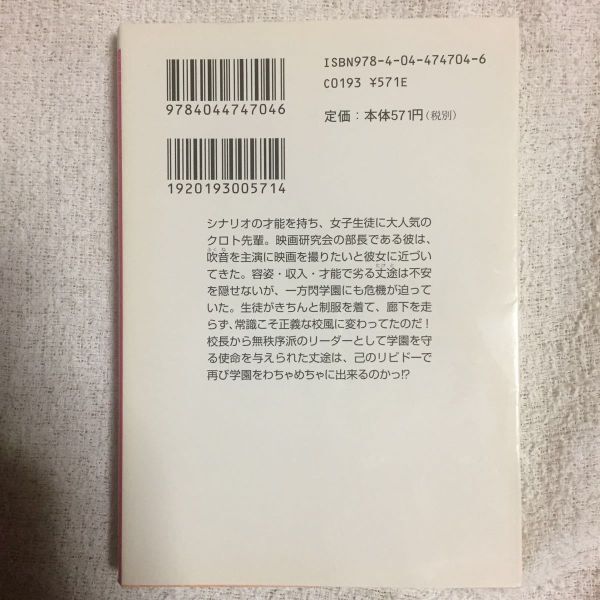 ISBN978-4-04-474704-6
C0193 ¥571E
定価：本体571円（税別）
9784044747046
1920193005714
シナリオの才能を持ち、女子生徒に大人気の
クロト先輩。映画研究会の部長である彼は、
吹音を主演に映画を撮りたいと彼女に近づい
てきた。容姿・収入・才能で劣る丈途は不安
を隠せないが、一方閃学園にも危機が迫って
いた。生徒がきちんと制服を着て、廊下を走
らず、常識こそ正義な校風に変わってたのだ！
校長から無秩序派のリーダーとして学園を守
る使命を与えられた丈途は、己のリビドーで
再び学園をわちゃめちゃに出来るのかっ!?